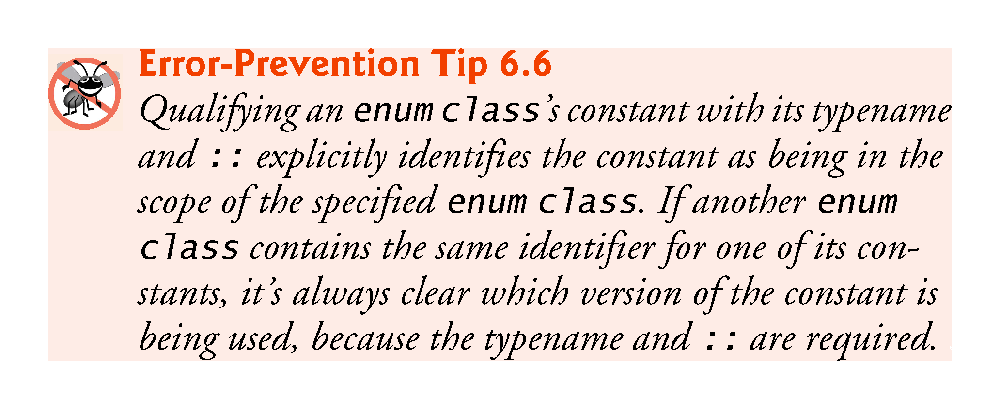 Error-Prevention Tip 6.6
Qualifying an enum class’s constant with its typename
and :: explicitly identifies the constant as being in the
scope of the specified enum class. If another enum
class contains the same identifier for one of its con-
stants, it’s always clear which version of the constant is
being used, because the typename and :: are required.